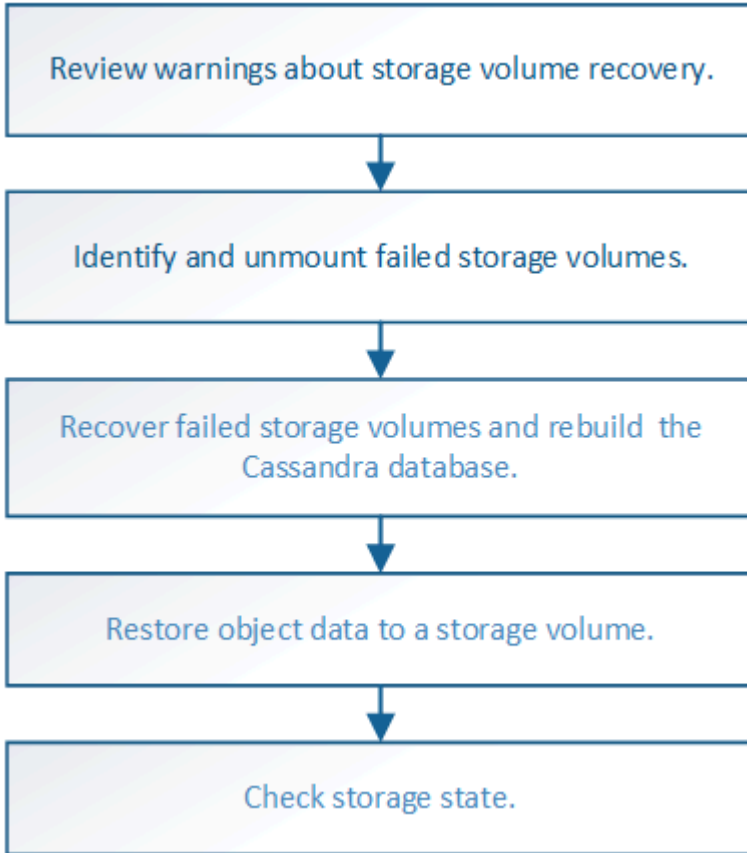 Review warnings about storage volume recovery.
Identify and unmount failed storage volumes.
Recover failed storage volumes and rebuild the
Cassandra database.
Restore object data to a storage volume.
Check storage state.